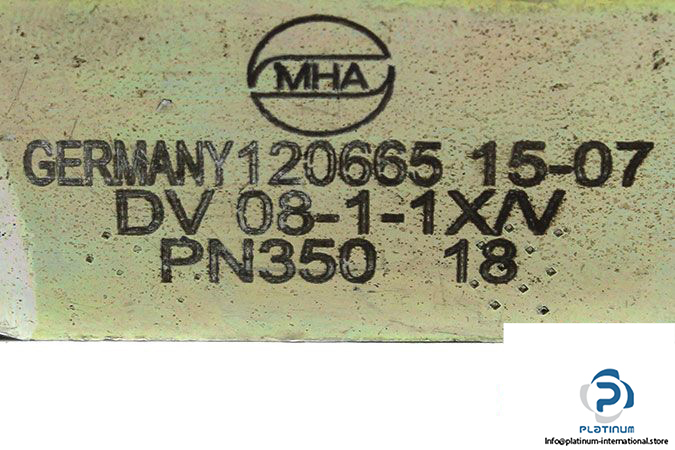 MHA
GERMANY 120665 15-07
DV 08-1-1X/V
PN350 18
PLATINUM
Info@platinum-international.store